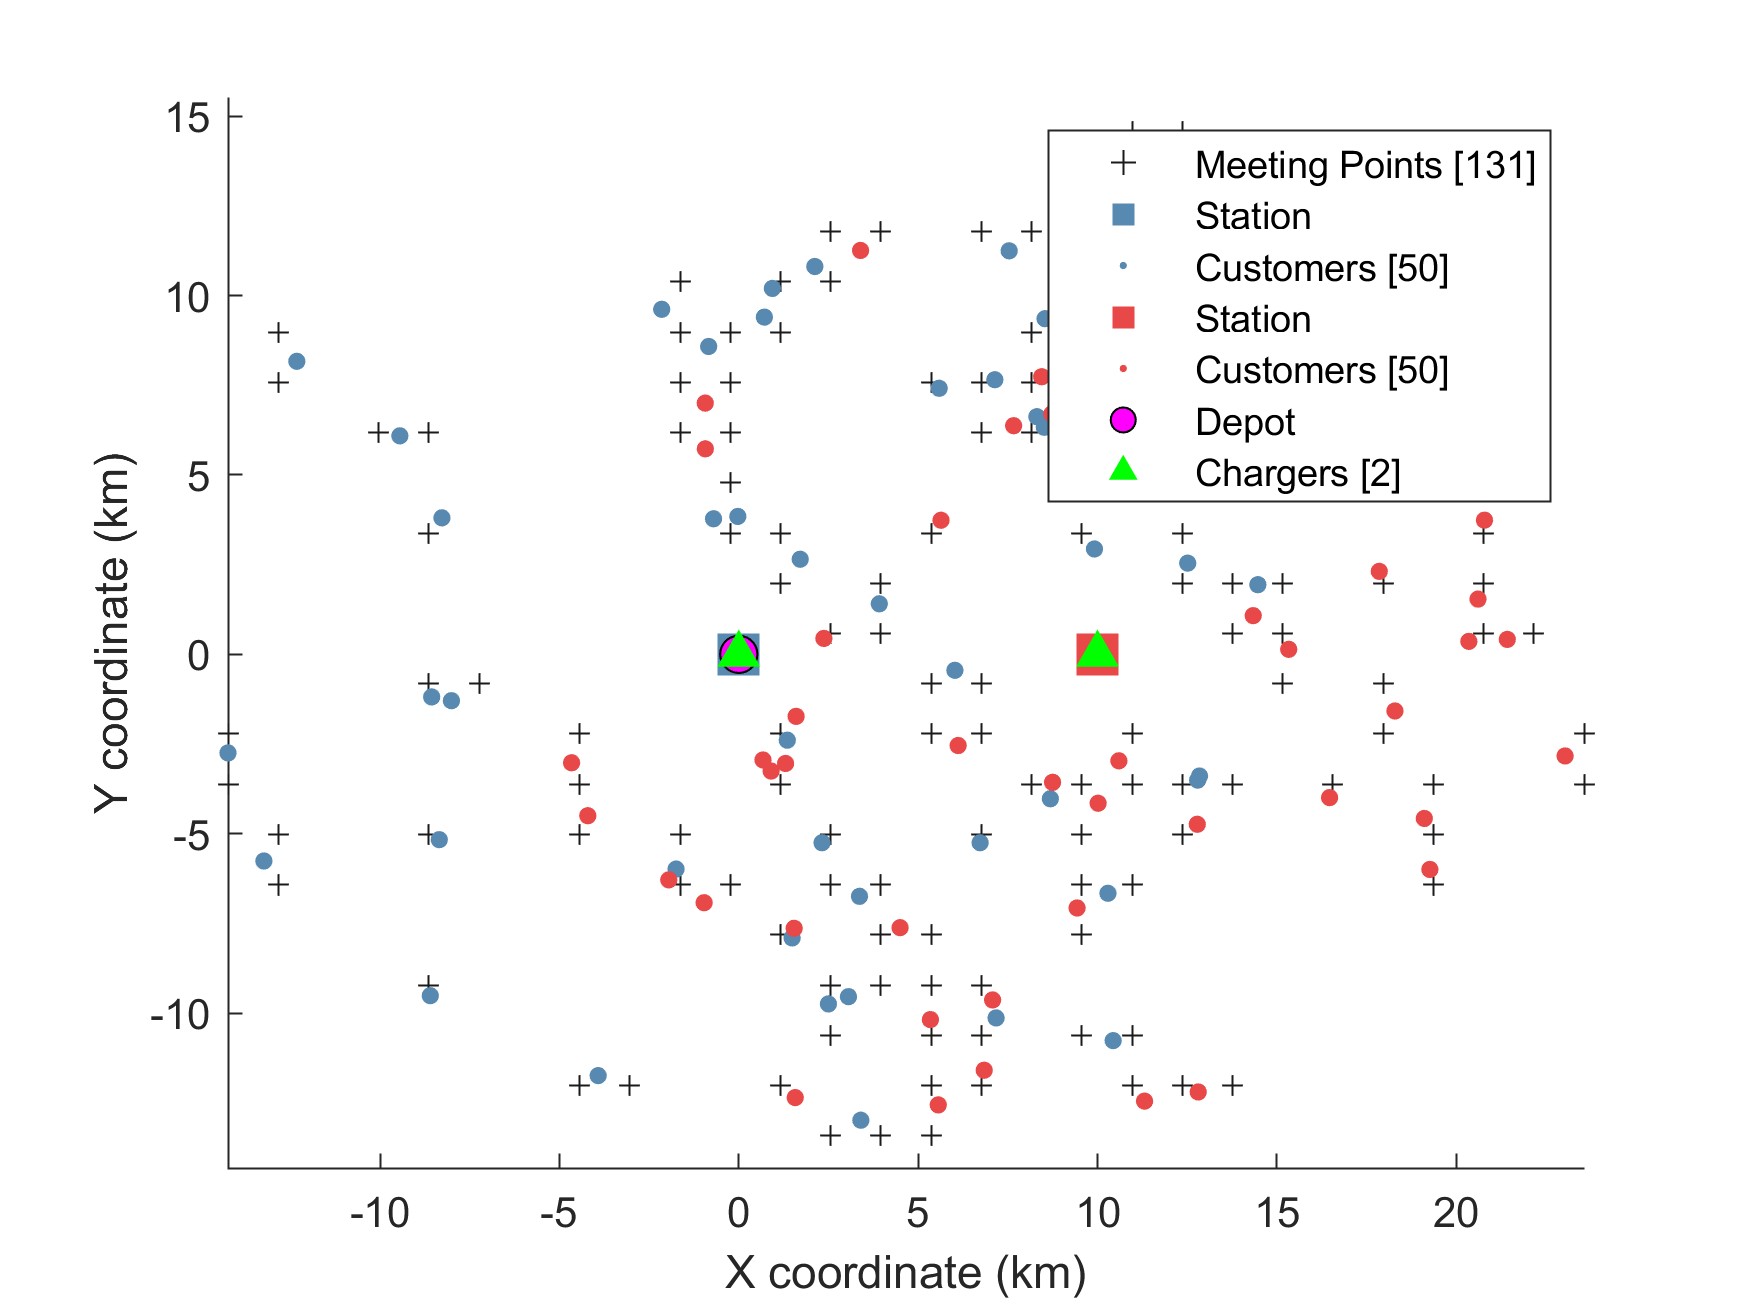 15
10
5
0
-5
-10
Y coordinate (km)
-10 -5 0 5 10 15 20
X coordinate (km)
Meeting Points [131]
Station
Customers [50]
Station
Customers [50]
Depot
Chargers [2]